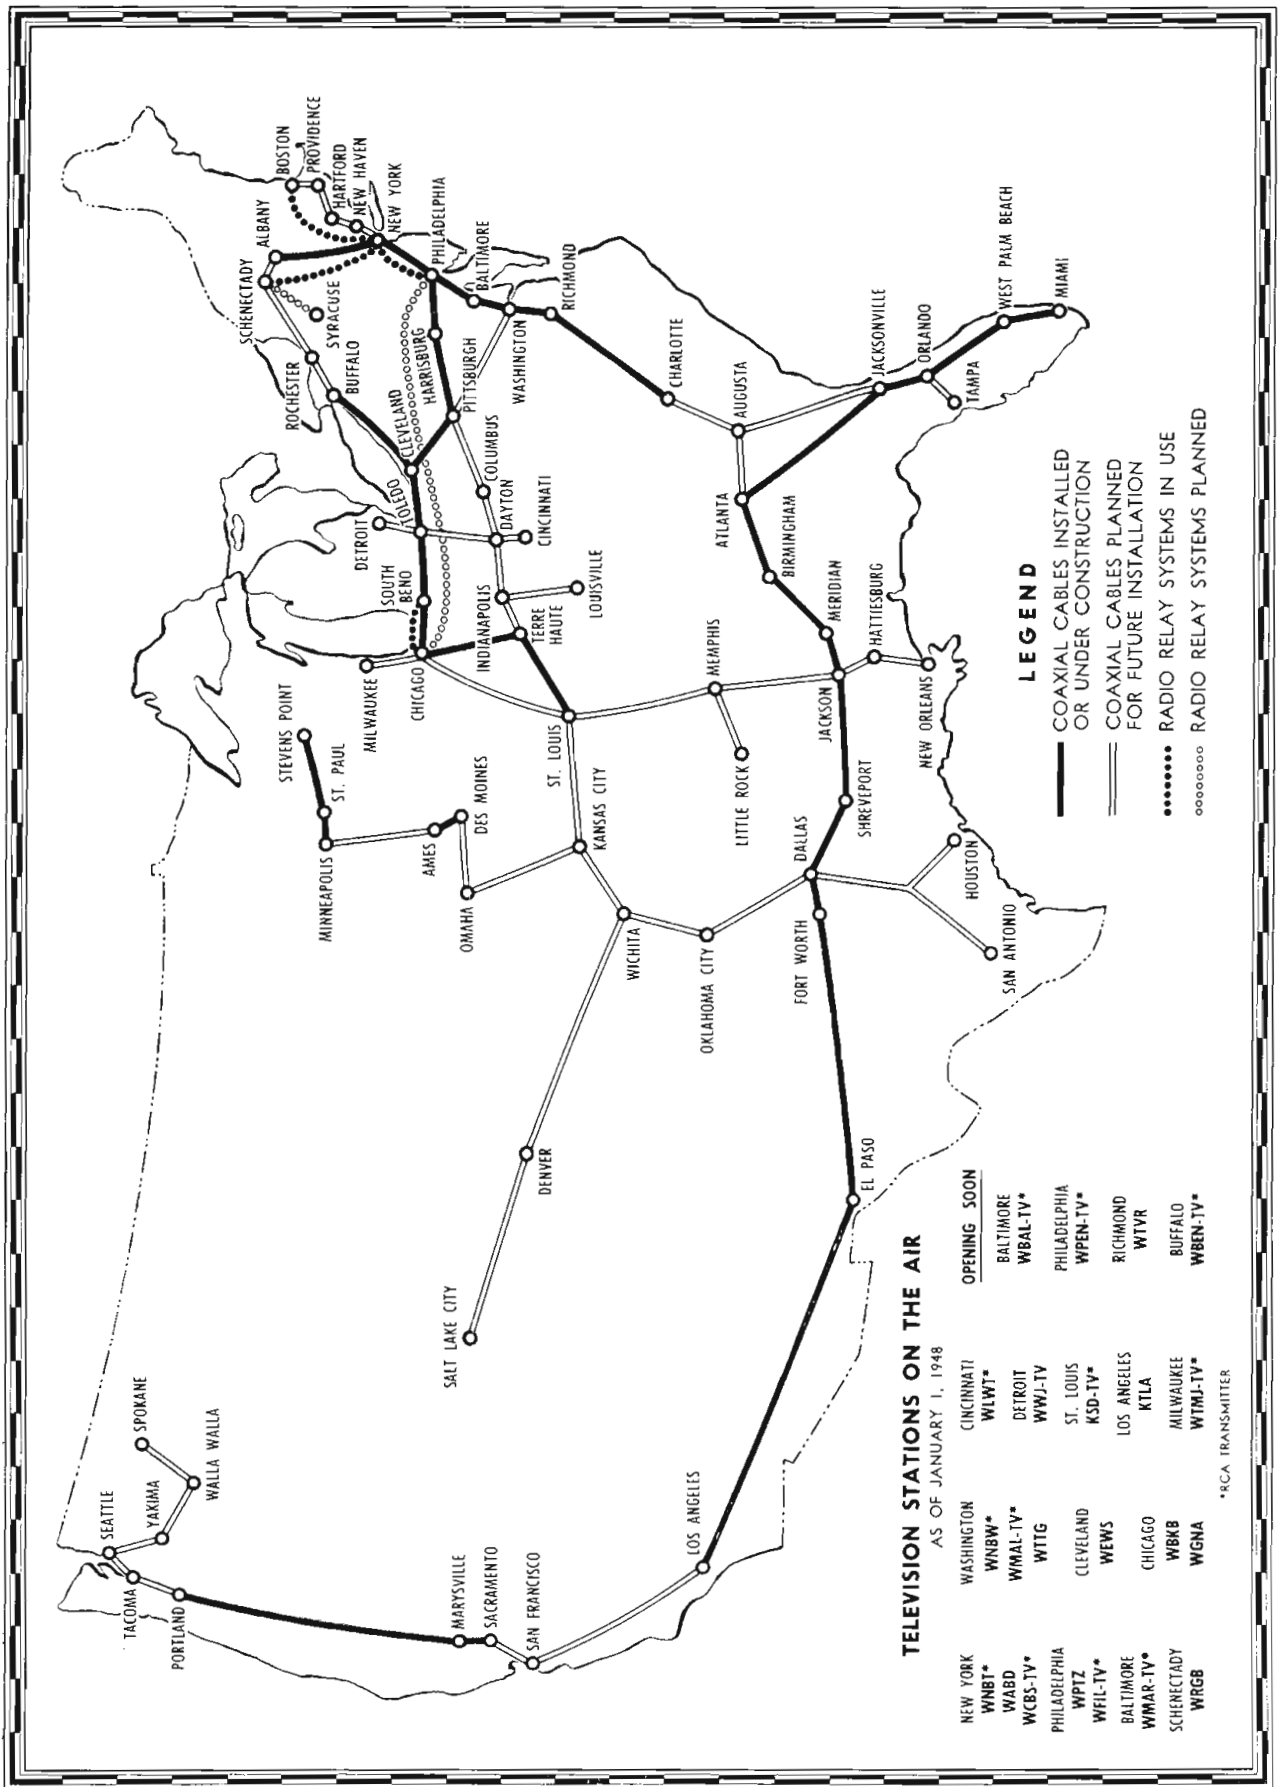 SEATTLE
SPOKANE
TACOMA
YAKIMA
WALLA WALLA
PORTLAND
MARYSVILLE
SACRAMENTO
SAN FRANCISCO
LOS ANGELES
SALT LAKE CITY
DENVER
EL PASO
MINNEAPOLIS
ST. PAUL
STEVENS POINT
AMES
DES MOINES
OMAHA
KANSAS CITY
WICHITA
OKLAHOMA CITY
FORT WORTH
DALLAS
SAN ANTONIO
HOUSTON
SHREVEPORT
LITTLE ROCK
MEMPHIS
ST. LOUIS
MILWAUKEE
CHICAGO
SOUTH
BEND
DETROIT
TOLEDO
INDIANAPOLIS
TERRE
HAUTE
LOUISVILLE
DAYTON
CINCINNATI
COLUMBUS
CLEVELAND
PITTSBURGH
HARRISBURG
BUFFALO
ROCHESTER
SYRACUSE
SCHENECTADY
ALBANY
BOSTON
PROVIDENCE
HARTFORD
NEW HAVEN
NEW YORK
PHILADELPHIA
BALTIMORE
WASHINGTON
RICHMOND
CHARLOTTE
AUGUSTA
ATLANTA
BIRMINGHAM
MERIDIAN
JACKSON
HATTIESBURG
NEW ORLEANS
JACKSONVILLE
ORLANDO
TAMPA
WEST PALM BEACH
MIAMI
LEGEND
COAXIAL CABLES INSTALLED
OR UNDER CONSTRUCTION
COAXIAL CABLES PLANNED
FOR FUTURE INSTALLATION
RADIO RELAY SYSTEMS IN USE
RADIO RELAY SYSTEMS PLANNED
TELEVISION STATIONS ON THE AIR
AS OF JANUARY 1, 1948
NEW YORK
WNBT*
WABD
WCBS-TV*
PHILADELPHIA
WPTZ
WFIL-TV*
BALTIMORE
WMAR-TV*
SCHENECTADY
WRGB
WASHINGTON
WNBW*
WMAL-TV*
WTTG
CLEVELAND
WEWS
CHICAGO
WBKB
WGNA
CINCINNATI
WLWT*
DETROIT
WWJ-TV
ST. LOUIS
KSD-TV*
LOS ANGELES
KTLA
MILWAUKEE
WTMJ-TV*
OPENING SOON
BALTIMORE
WBAL-TV*
PHILADELPHIA
WPEN-TV*
RICHMOND
WTVR
BUFFALO
WBEN-TV*
*RCA TRANSMITTER